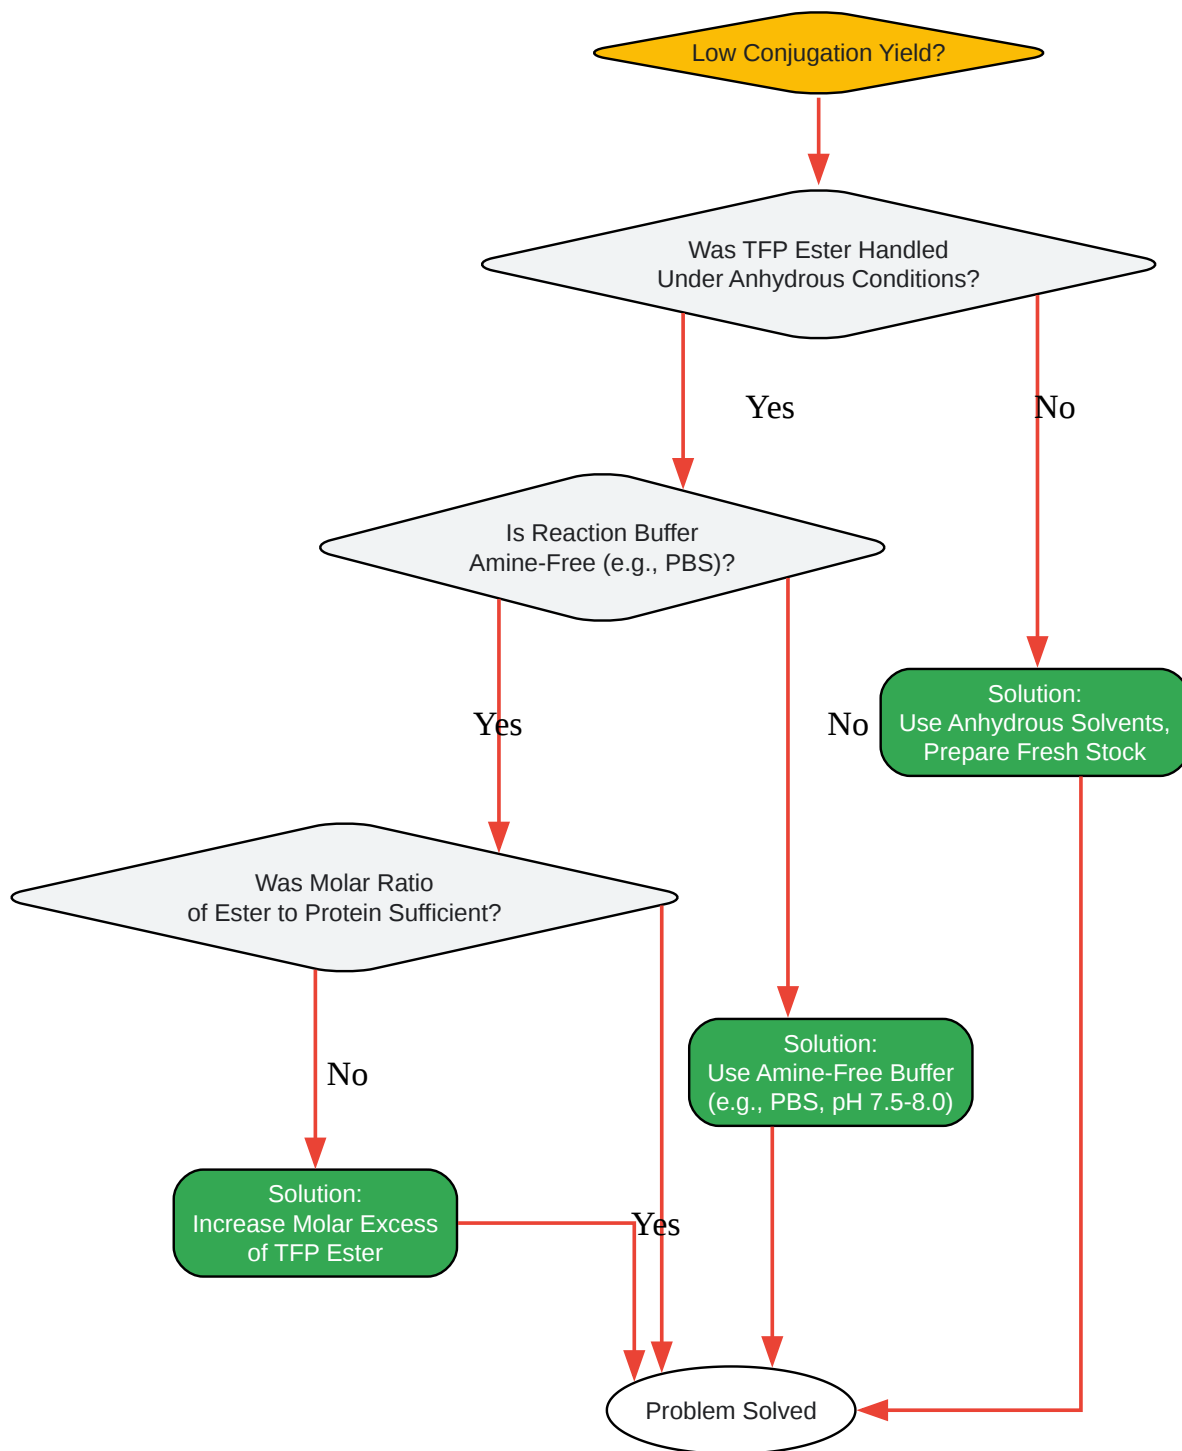 Low Conjugation Yield?
Was TFP Ester Handled
Under Anhydrous Conditions?
Yes
No
Is Reaction Buffer
Amine-Free (e.g., PBS)?
Yes
No
Solution:
Use Anhydrous Solvents,
Prepare Fresh Stock
Was Molar Ratio
of Ester to Protein Sufficient?
No
Solution:
Use Amine-Free Buffer
(e.g., PBS, pH 7.5-8.0)
Solution:
Increase Molar Excess
of TFP Ester
Yes
Problem Solved